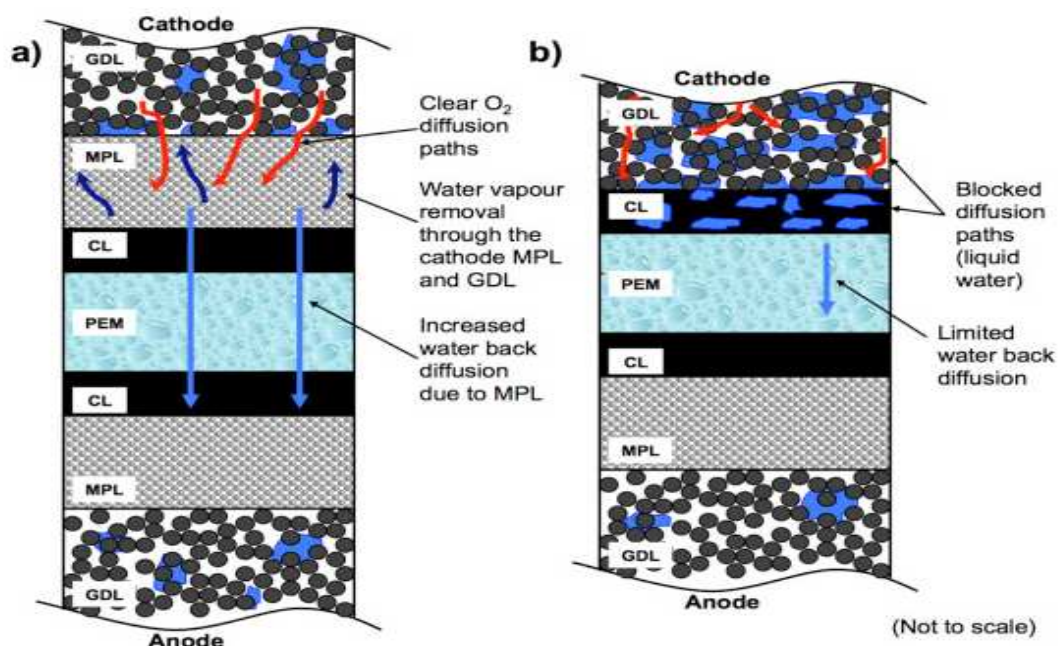 a)
Cathode
GDL
MPL
CL
PEM
CL
MPL
GDL
Anode
Clear O₂
diffusion
paths
Water vapour
removal
through the
cathode MPL
and GDL
Increased
water back
diffusion
due to MPL
b)
Cathode
GDL
CL
PEM
CL
MPL
GDL
Anode
Blocked
diffusion
paths
(liquid
water)
Limited
water back
diffusion
(Not to scale)